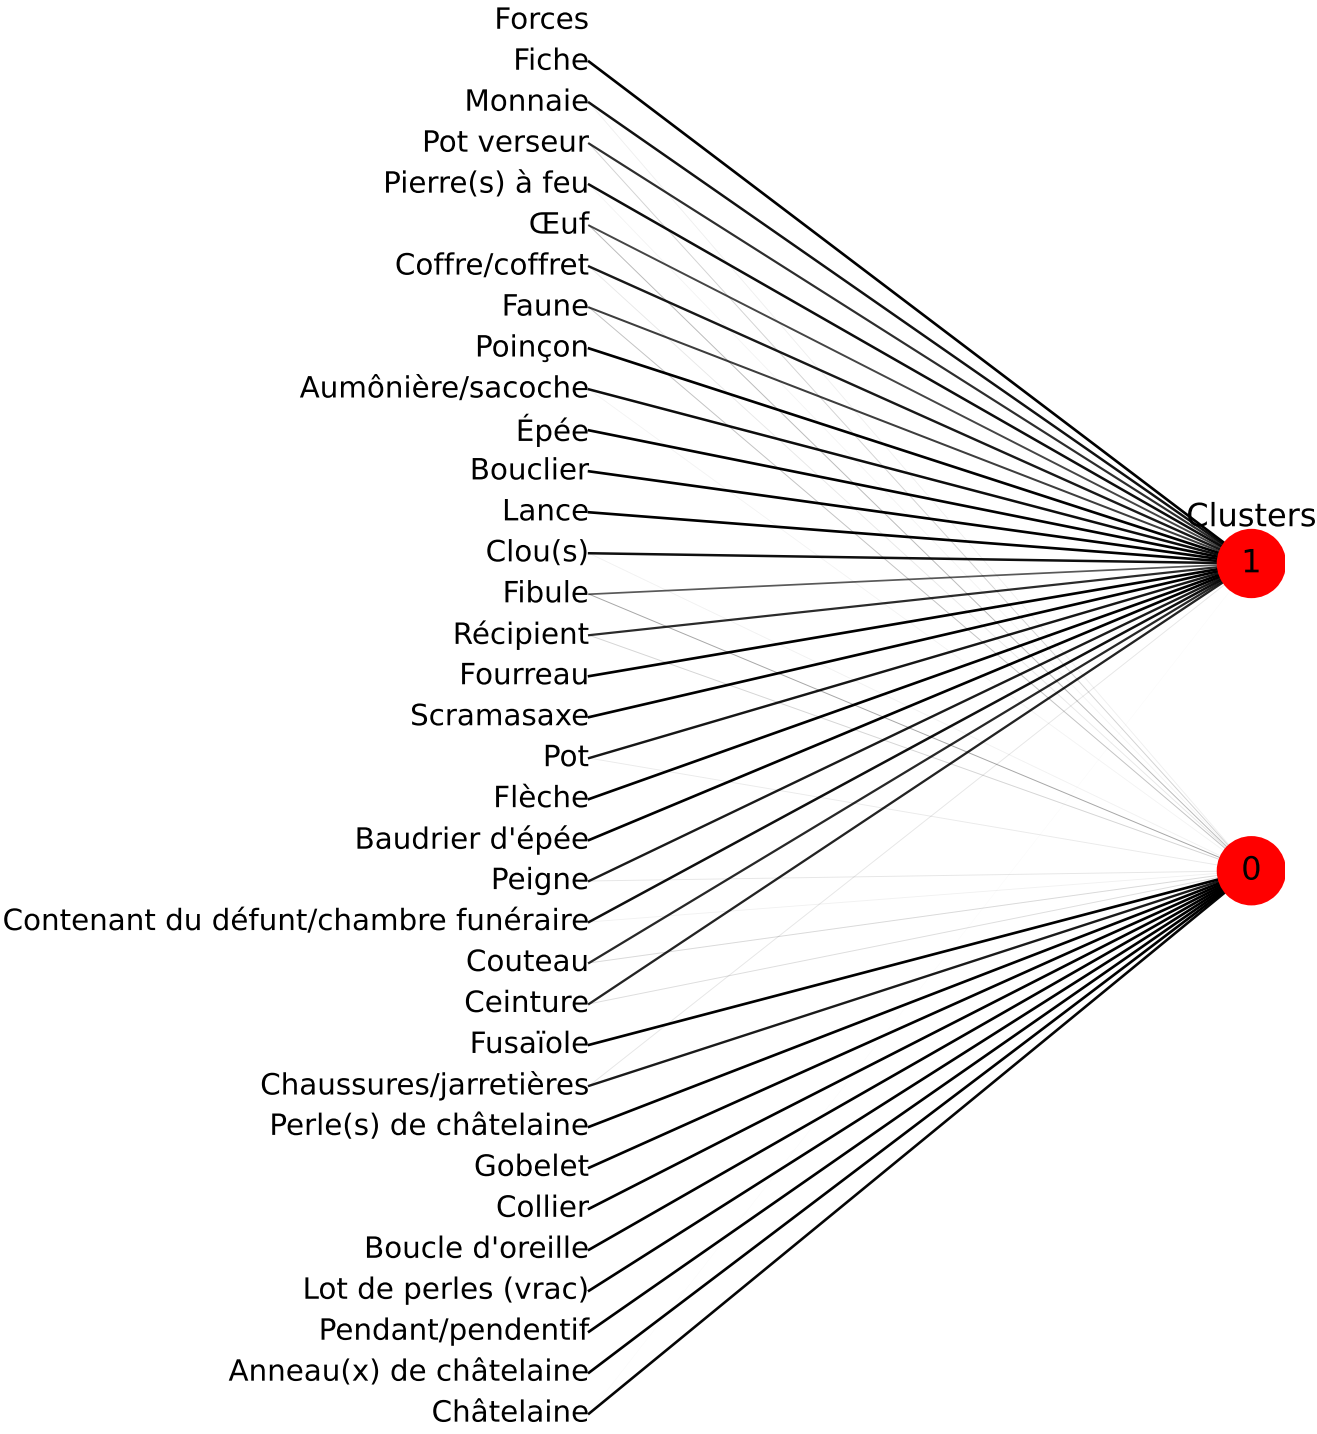 Forces
Fiche
Monnaie
Pot verseur
Pierre(s) à feu
Œuf
Coffre/coffret
Faune
Poinçon
Aumônière/sacoche
Épée
Bouclier
Lance
Clou(s)
Fibule
Récipient
Fourreau
Scramasaxe
Pot
Flèche
Baudrier d'épée
Peigne
Contenant du défunt/chambre funéraire
Couteau
Ceinture
Fusaïole
Chaussures/jarretières
Perle(s) de châtelaine
Gobelet
Collier
Boucle d'oreille
Lot de perles (vrac)
Pendant/pendentif
Anneau(x) de châtelaine
Châtelaine
Clusters
1
0